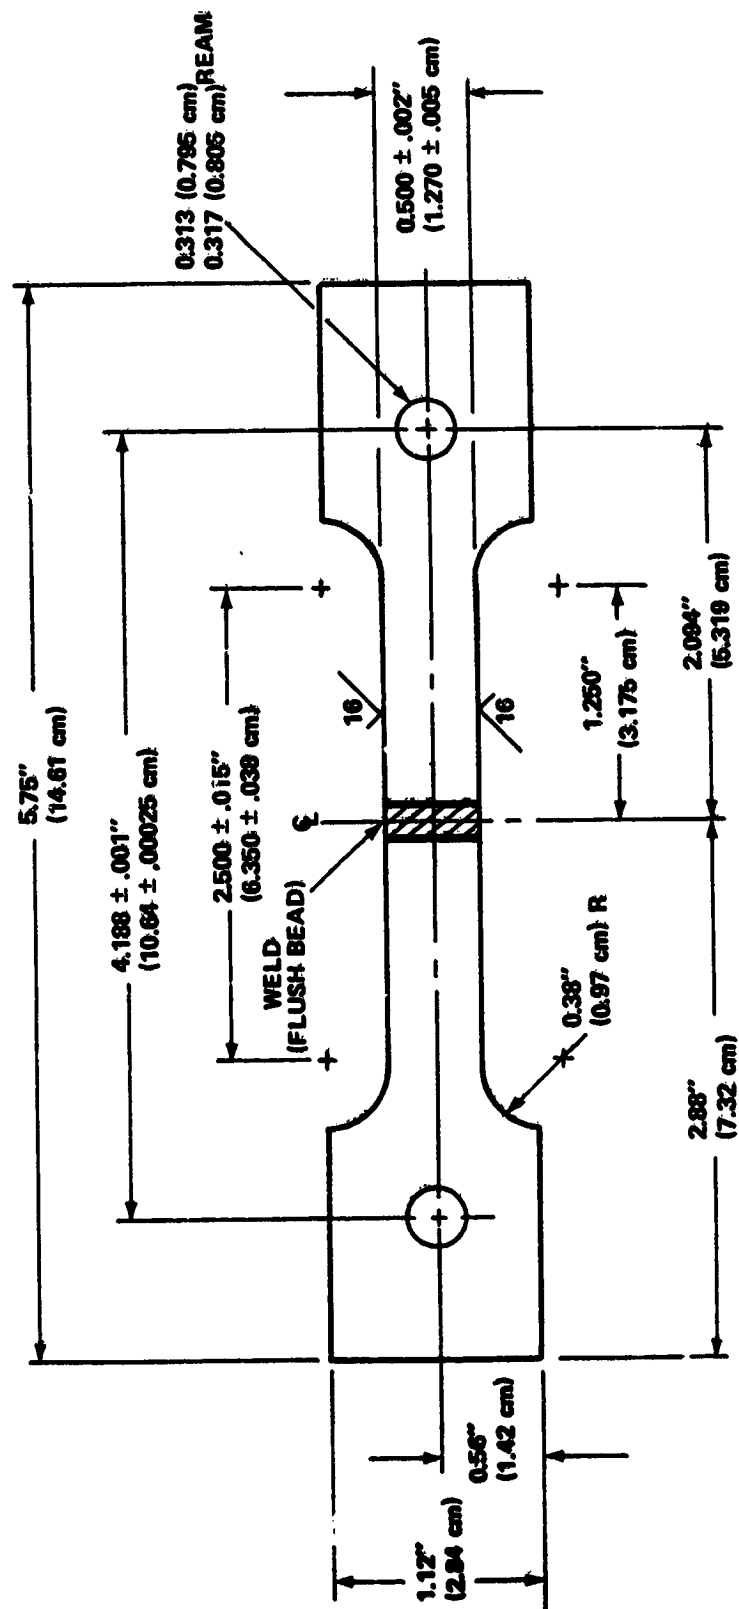 5.75"
(14.61 cm)
4.188 ± .001"
(10.64 ± .00025 cm)
2.500 ± .015"
(6.350 ± .038 cm)
0.313 (0.795 cm)
0.317 (0.805 cm) REAM
0.500 ± .002"
(1.270 ± .005 cm)
WELD
(FLUSH BEAD)
℄
16
16
1.250"
(3.175 cm)
2.094"
(5.319 cm)
0.38"
(0.97 cm) R
2.88"
(7.32 cm)
0.56"
(1.42 cm)
1.12"
(2.84 cm)